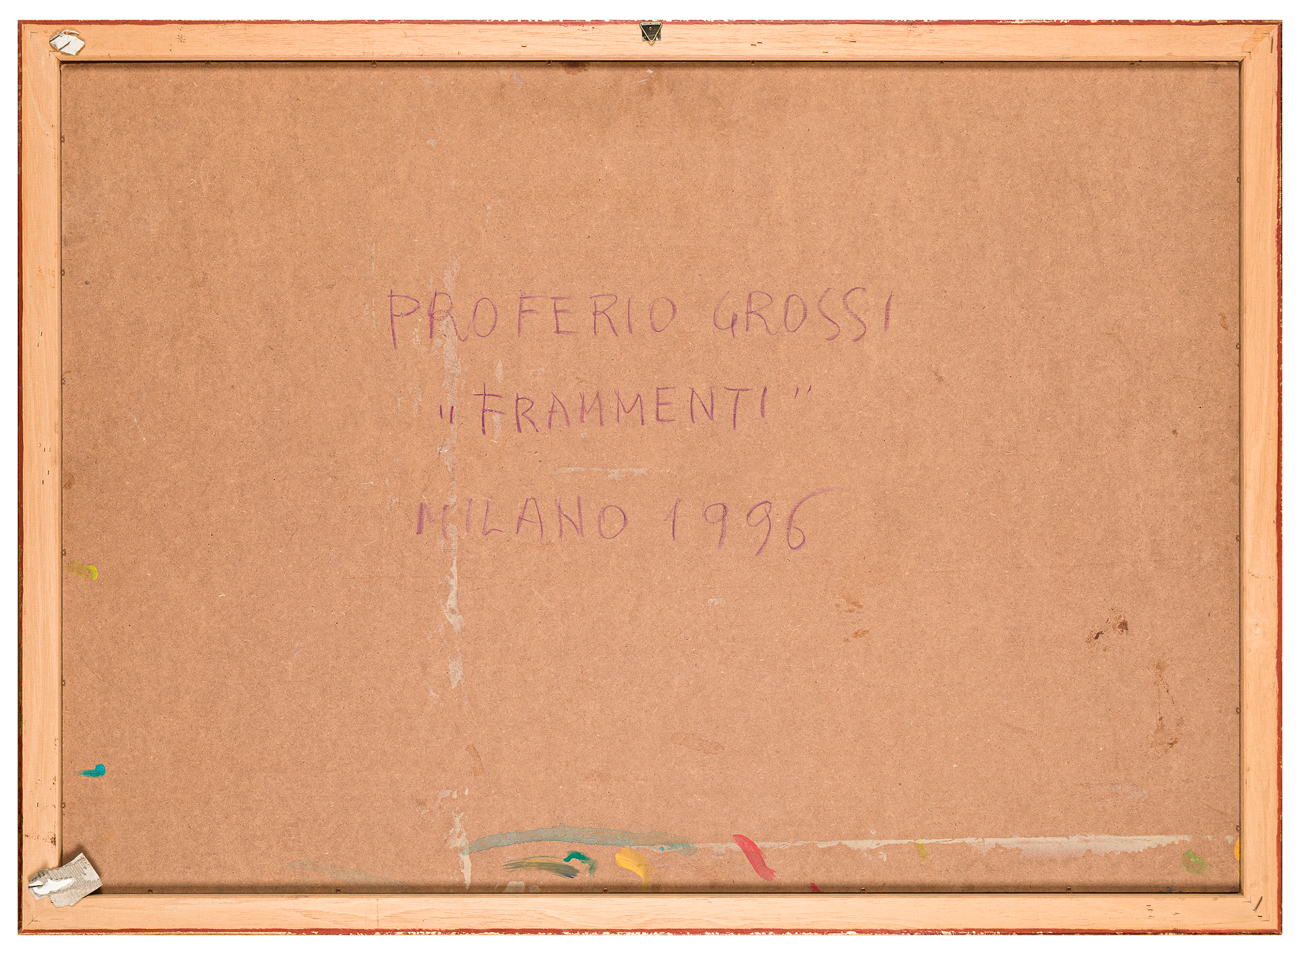 PROFERIO GROSSI
"FRAMMENTI"
MILANO 1996